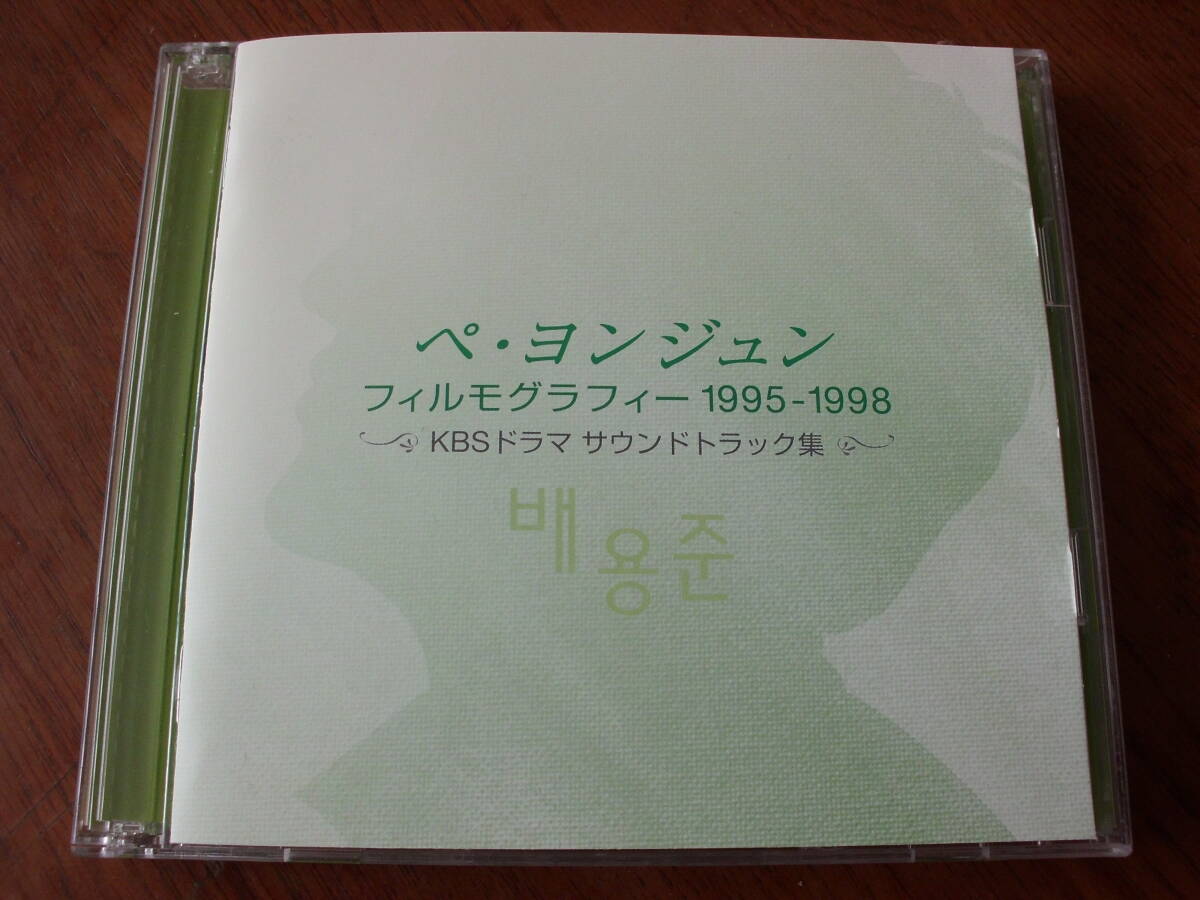 ペ・ヨンジュン
フィルモグラフィー 1995-1998
KBSドラマ サウンドトラック集
배용준